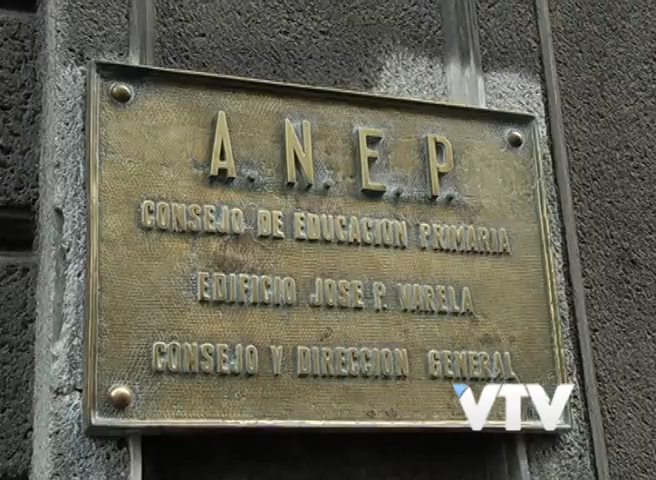 A.N.E.P.
CONSEJO DE EDUCACION PRIMARIA
EDIFICIO JOSE P. VARELA
CONSEJO Y DIRECCION GENERAL
VTV